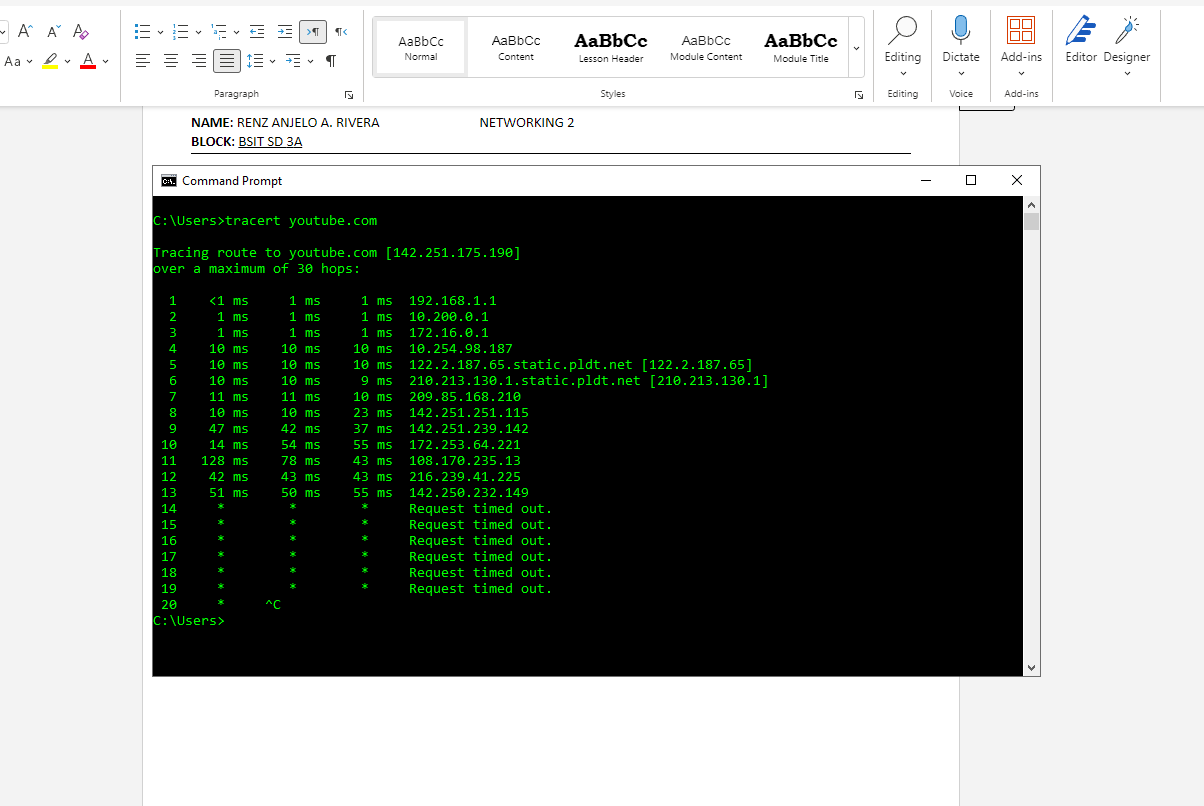 Aa
AaBbCc AaBbCc AaBbCc AaBbCc AaBbCc
Normal Content Lesson Header Module Content Module Title
Editing Dictate Add-ins Editor Designer
Paragraph Styles Editing Voice Add-ins
NAME: RENZ ANJELO A. RIVERA NETWORKING 2
BLOCK: BSIT SD 3A
Command Prompt
C:\Users>tracert youtube.com
Tracing route to youtube.com [142.251.175.190]
over a maximum of 30 hops:
1 <1 ms 1 ms 1 ms 192.168.1.1
2 1 ms 1 ms 1 ms 10.200.0.1
3 1 ms 1 ms 1 ms 172.16.0.1
4 10 ms 10 ms 10 ms 10.254.98.187
5 10 ms 10 ms 10 ms 122.2.187.65.static.pldt.net [122.2.187.65]
6 10 ms 10 ms 9 ms 210.213.130.1.static.pldt.net [210.213.130.1]
7 11 ms 11 ms 10 ms 209.85.168.210
8 10 ms 10 ms 23 ms 142.251.251.115
9 47 ms 42 ms 37 ms 142.251.239.142
10 14 ms 54 ms 55 ms 172.253.64.221
11 128 ms 78 ms 43 ms 108.170.235.13
12 42 ms 43 ms 43 ms 216.239.41.225
13 51 ms 50 ms 55 ms 142.250.232.149
14 * * * Request timed out.
15 * * * Request timed out.
16 * * * Request timed out.
17 * * * Request timed out.
18 * * * Request timed out.
19 * * * Request timed out.
20 * ^C
C:\Users>